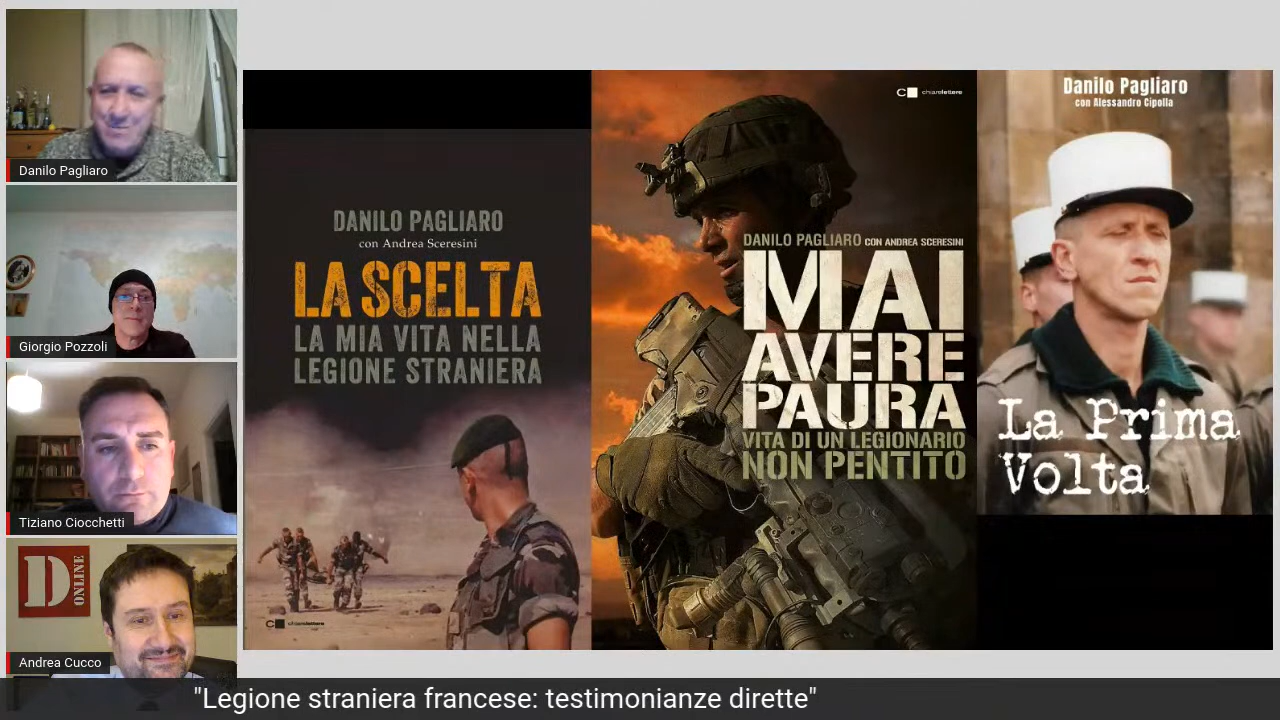 Danilo Pagliaro
Giorgio Pozzoli
Tiziano Ciocchetti
D
ONLINE
Andrea Cucco
DANILO PAGLIARO
con Andrea Sceresini
LA SCELTA
LA MIA VITA NELLA
LEGIONE STRANIERA
chiarelettere
chiarelettere
DANILO PAGLIARO CON ANDREA SCERESINI
MAI
AVERE
PAURA
VITA DI UN LEGIONARIO
NON PENTITO
Danilo Pagliaro
con Alessandro Cipolla
La Prima
Volta
"Legione straniera francese: testimonianze dirette"